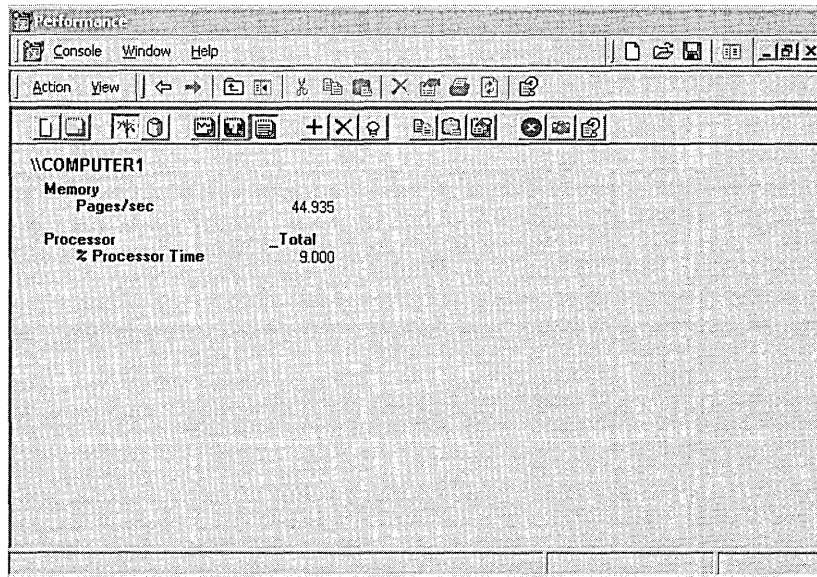 Performance
Console Window Help
Action View
\\COMPUTER1
Memory
Pages/sec 44.935
Processor _Total
% Processor Time 9.000